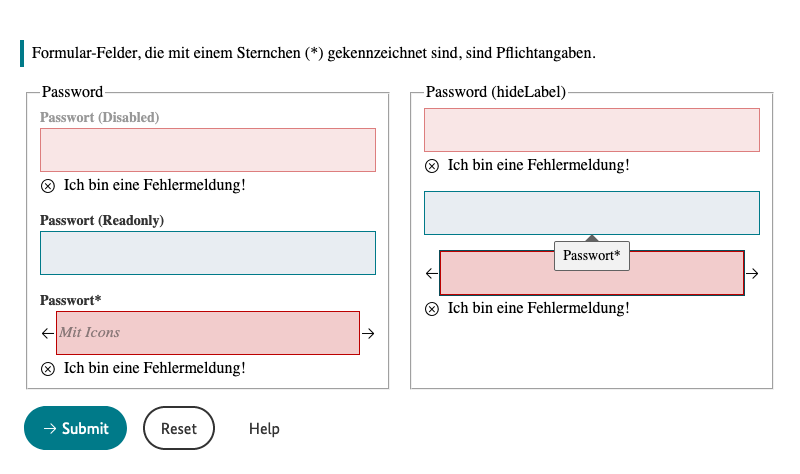 Formular-Felder, die mit einem Sternchen (*) gekennzeichnet sind, sind Pflichtangaben.
Password
Passwort (Disabled)
Ich bin eine Fehlermeldung!
Passwort (Readonly)
Passwort*
Mit Icons
Ich bin eine Fehlermeldung!
Password (hideLabel)
Ich bin eine Fehlermeldung!
Passwort*
Ich bin eine Fehlermeldung!
Submit
Reset
Help